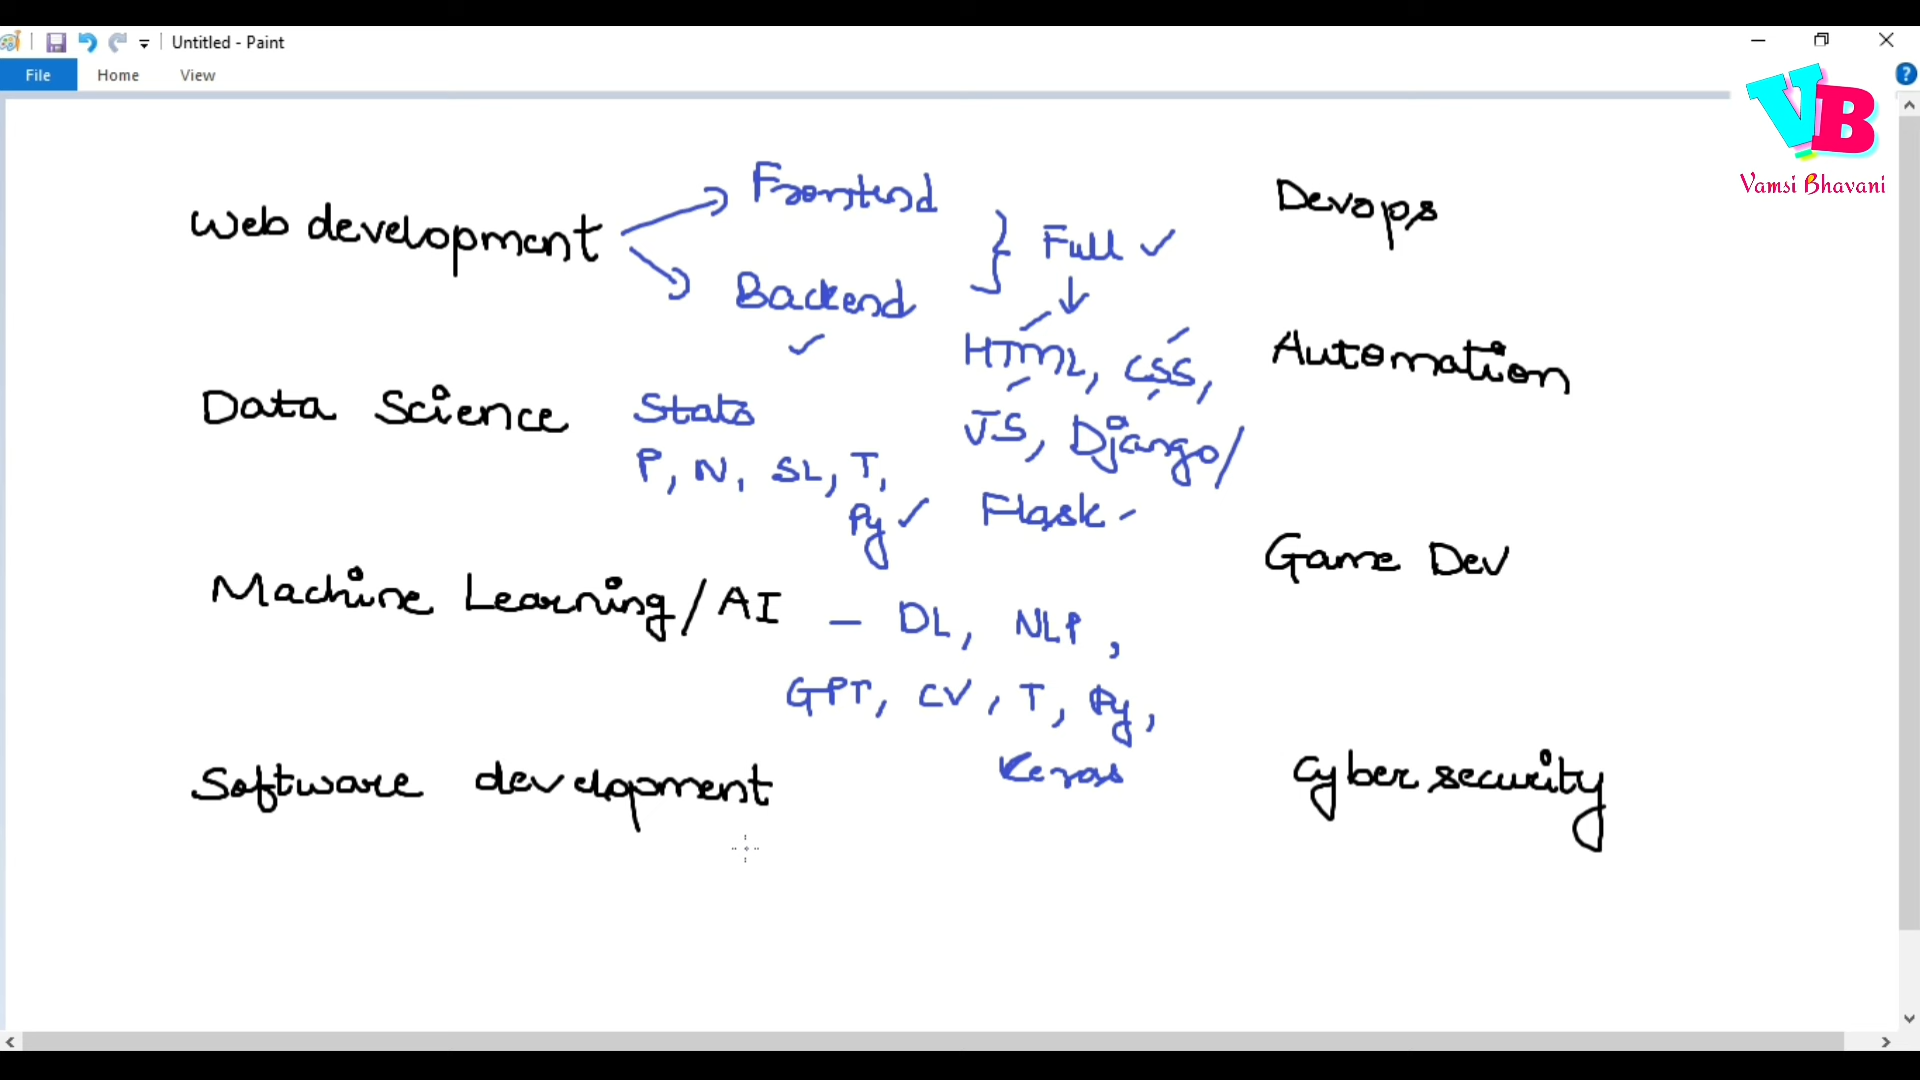 Untitled - Paint
File Home View
VB
Vamsi Bhavani
Web development
Frontend
Backend
} Full ✓
HTML, CSS,
JS, Django/
Flask
Data Science
Stats
P, N, SL, T,
Py ✓
Machine Learning/AI - DL, NLP,
GPT, CV, T, Py,
Keras
Software development
Devops
Automation
Game Dev
Cyber security